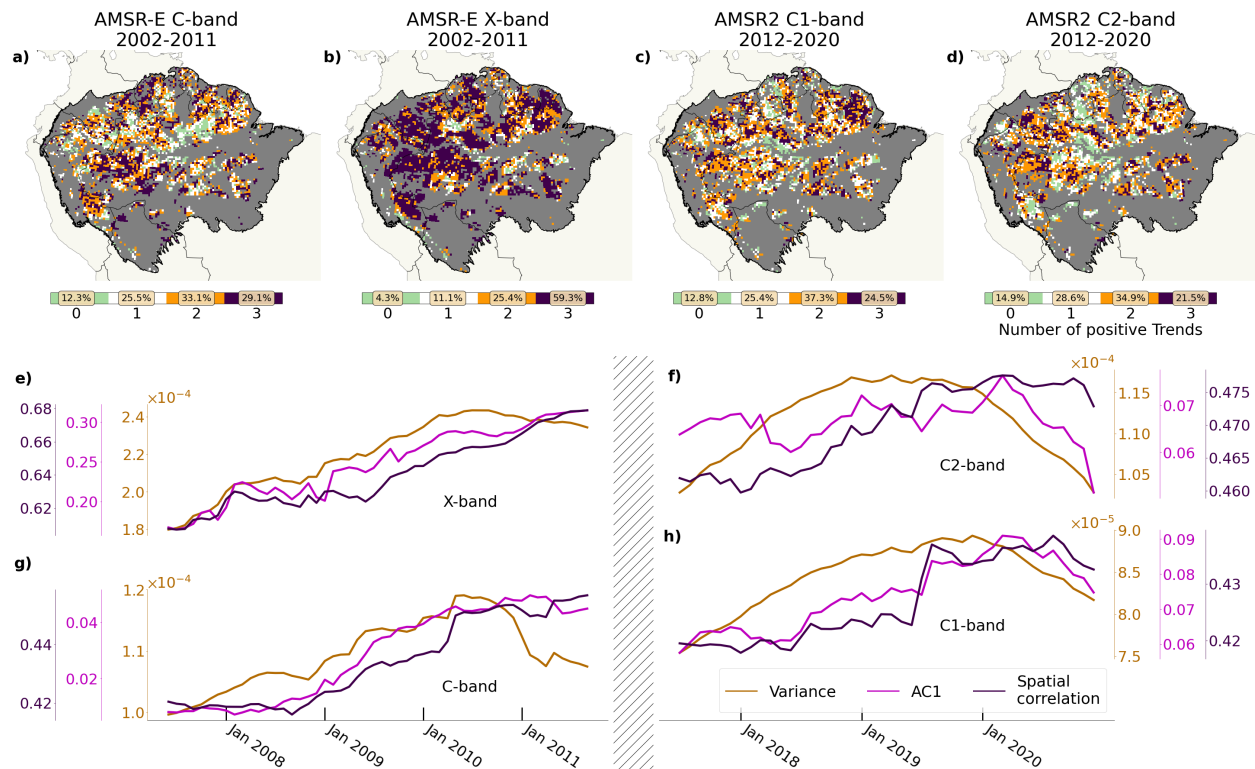 AMSR-E C-band
2002-2011
AMSR-E X-band
2002-2011
AMSR2 C1-band
2012-2020
AMSR2 C2-band
2012-2020
a)
b)
c)
d)
12.3% 25.5% 33.1% 29.1%
0 1 2 3
4.3% 11.1% 25.4% 59.3%
0 1 2 3
12.8% 25.4% 37.3% 24.5%
0 1 2 3
14.9% 28.6% 34.9% 21.5%
0 1 2 3
Number of positive Trends
e)
×10⁻⁴
0.68
0.66
0.64
0.62
0.30
0.25
0.20
2.4
2.2
2.0
1.8
X-band
f)
×10⁻⁴
1.15
1.10
1.05
0.07
0.06
0.475
0.470
0.465
0.460
C2-band
g)
×10⁻⁴
0.44
0.42
0.04
0.02
1.2
1.1
1.0
C-band
h)
×10⁻⁵
9.0
8.5
8.0
7.5
0.09
0.08
0.07
0.06
0.43
0.42
C1-band
Variance
AC1
Spatial
correlation
Jan 2008
Jan 2009
Jan 2010
Jan 2011
Jan 2018
Jan 2019
Jan 2020